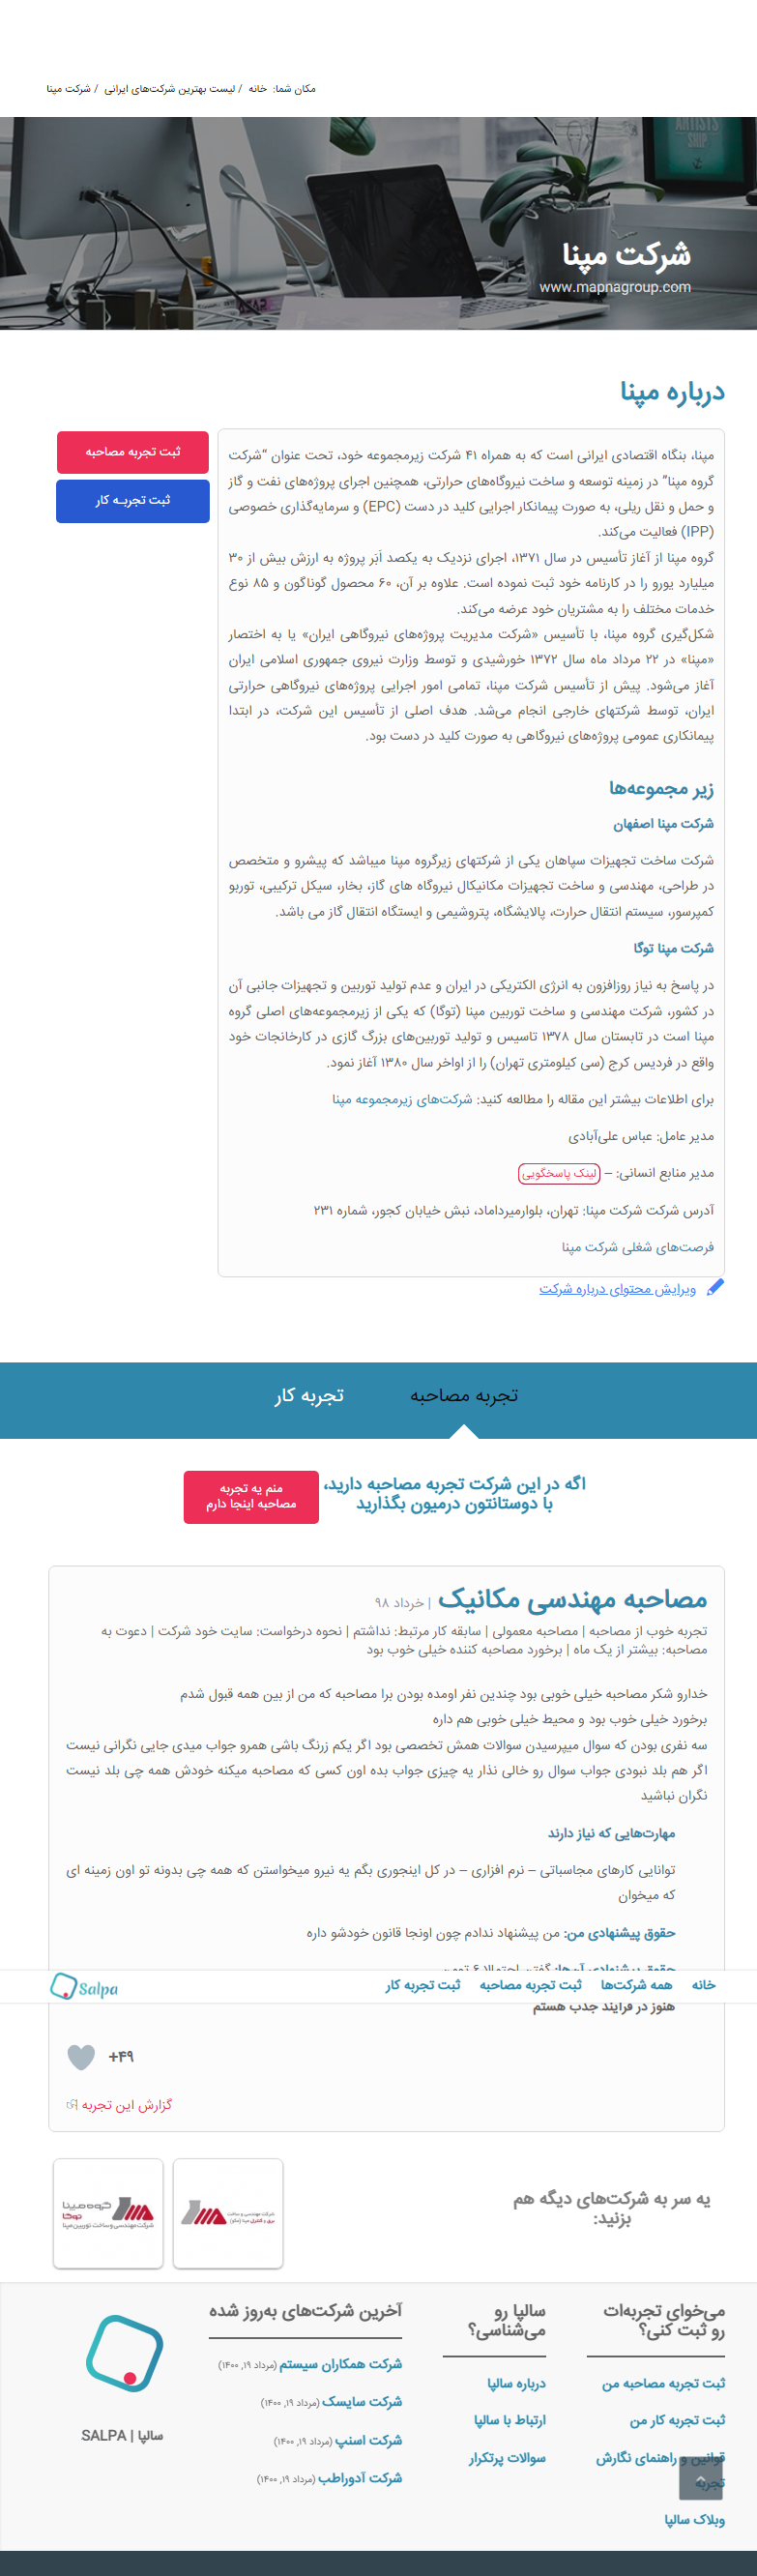 مکان شما: خانه / لیست بهترین شرکت‌های ایرانی / شرکت مپنا
ARTISTS
SHIP
شرکت مپنا
www.mapnagroup.com
درباره مپنا
ثبت تجربه مصاحبه
ثبت تجربـه کار
مپنا، بنگاه اقتصادی ایرانی است که به همراه ۴۱ شرکت زیرمجموعه خود، تحت عنوان “شرکت
گروه مپنا” در زمینه توسعه و ساخت نیروگاه‌های حرارتی، همچنین اجرای پروژه‌های نفت و گاز
و حمل و نقل ریلی، به صورت پیمانکار اجرایی کلید در دست (EPC) و سرمایه‌گذاری خصوصی
(IPP) فعالیت می‌کند.
گروه مپنا از آغاز تأسیس در سال ۱۳۷۱، اجرای نزدیک به یکصد اَبَر پروژه به ارزش بیش از ۳۰
میلیارد یورو را در کارنامه خود ثبت نموده است. علاوه بر آن، ۶۰ محصول گوناگون و ۸۵ نوع
خدمات مختلف را به مشتریان خود عرضه می‌کند.
شکل‌گیری گروه مپنا، با تأسیس «شرکت مدیریت پروژه‌های نیروگاهی ایران» یا به اختصار
«مپنا» در ۲۲ مرداد ماه سال ۱۳۷۲ خورشیدی و توسط وزارت نیروی جمهوری اسلامی ایران
آغاز می‌شود. پیش از تأسیس شرکت مپنا، تمامی امور اجرایی پروژه‌های نیروگاهی حرارتی
ایران، توسط شرکتهای خارجی انجام می‌شد. هدف اصلی از تأسیس این شرکت، در ابتدا
پیمانکاری عمومی پروژه‌های نیروگاهی به صورت کلید در دست بود.
زیر مجموعه‌ها
شرکت مپنا اصفهان
شرکت ساخت تجهیزات سپاهان یکی از شرکتهای زیرگروه مپنا میباشد که پیشرو و متخصص
در طراحی، مهندسی و ساخت تجهیزات مکانیکال نیروگاه های گاز، بخار، سیکل ترکیبی، توربو
کمپرسور، سیستم انتقال حرارت، پالایشگاه، پتروشیمی و ایستگاه انتقال گاز می باشد.
شرکت مپنا توگا
در پاسخ به نیاز روزافزون به انرژی الکتریکی در ایران و عدم تولید توربین و تجهیزات جانبی آن
در کشور، شرکت مهندسی و ساخت توربین مپنا (توگا) که یکی از زیرمجموعه‌های اصلی گروه
مپنا است در تابستان سال ۱۳۷۸ تاسیس و تولید توربین‌های بزرگ گازی در کارخانجات خود
واقع در فردیس کرج (سی کیلومتری تهران) را از اواخر سال ۱۳۸۰ آغاز نمود.
برای اطلاعات بیشتر این مقاله را مطالعه کنید: شرکت‌های زیرمجموعه مپنا
مدیر عامل: عباس علی‌آبادی
مدیر منابع انسانی: – لینک پاسخگویی
آدرس شرکت شرکت مپنا: تهران، بلوارمیرداماد، نبش خیابان کجور، شماره ۲۳۱
فرصت‌های شغلی شرکت مپنا
ویرایش محتوای درباره شرکت
تجربه مصاحبه
تجربه کار
اگه در این شرکت تجربه مصاحبه دارید،
با دوستانتون درمیون بگذارید
منم یه تجربه
مصاحبه اینجا دارم
مصاحبه مهندسی مکانیک | خرداد ۹۸
تجربه خوب از مصاحبه | مصاحبه معمولی | سابقه کار مرتبط: نداشتم | نحوه درخواست: سایت خود شرکت | دعوت به
مصاحبه: بیشتر از یک ماه | برخورد مصاحبه کننده خیلی خوب بود
خدارو شکر مصاحبه خیلی خوبی بود چندین نفر اومده بودن برا مصاحبه که من از بین همه قبول شدم
برخورد خیلی خوب بود و محیط خیلی خوبی هم داره
سه نفری بودن که سوال میپرسیدن سوالات همش تخصصی بود اگر یکم زرنگ باشی همرو جواب میدی جایی نگرانی نیست
اگر هم بلد نبودی جواب سوال رو خالی نذار یه چیزی جواب بده اون کسی که مصاحبه میکنه خودش همه چی بلد نیست
نگران نباشید
مهارت‌هایی که نیاز دارند
توانایی کارهای مجاسباتی – نرم افزاری – در کل اینجوری بگم یه نیرو میخواستن که همه چی بدونه تو اون زمینه ای
که میخوان
حقوق پیشنهادی من: من پیشنهاد ندادم چون اونجا قانون خودشو داره
حقوق پیشنهادی آن‌ها: گفتن احتمالا ۶ تومن
خانه
همه شرکت‌ها
ثبت تجربه مصاحبه
ثبت تجربه کار
Salpa
هنوز در فرآیند جذب هستم
+۴۹
گزارش این تجربه
یه سر به شرکت‌های دیگه هم
بزنید:
شرکت مهندسی و ساخت
گروه مپنا
توگا
شرکت مهندسی و ساخت توربین مپنا
می‌خوای تجربه‌ات
رو ثبت کنی؟
ثبت تجربه مصاحبه من
ثبت تجربه کار من
قوانین و راهنمای نگارش
تجربه
وبلاگ سالپا
سالپا رو
می‌شناسی؟
درباره سالپا
ارتباط با سالپا
سوالات پرتکرار
آخرین شرکت‌های به‌روز شده
شرکت همکاران سیستم (مرداد ۱۹, ۱۴۰۰)
شرکت سایسک (مرداد ۱۹, ۱۴۰۰)
شرکت اسنپ (مرداد ۱۹, ۱۴۰۰)
شرکت آدوراطب (مرداد ۱۹, ۱۴۰۰)
سالپا | SALPA